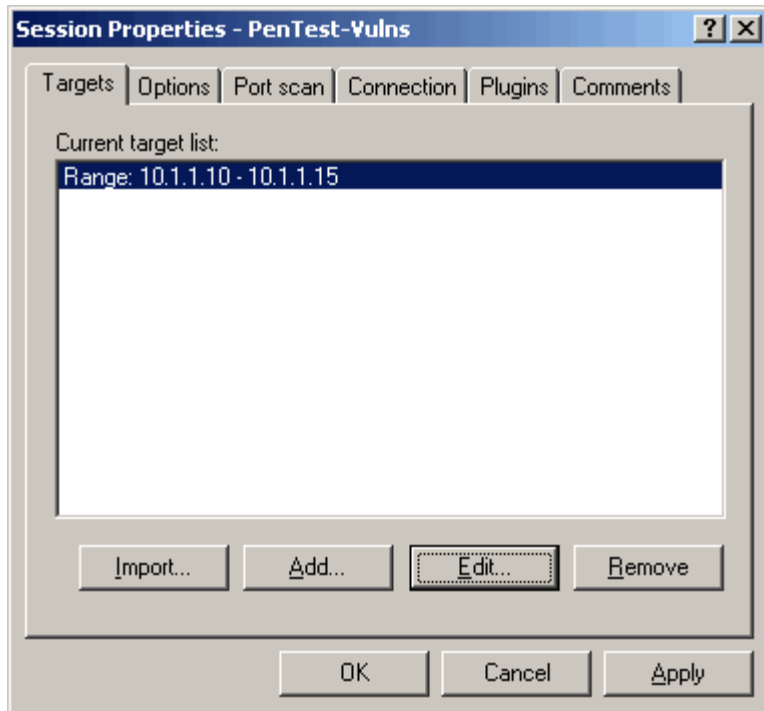 Session Properties - PenTest-Vulns
Targets Options Port scan Connection Plugins Comments
Current target list:
Range: 10.1.1.10 - 10.1.1.15
Import... Add... Edit... Remove
OK Cancel Apply